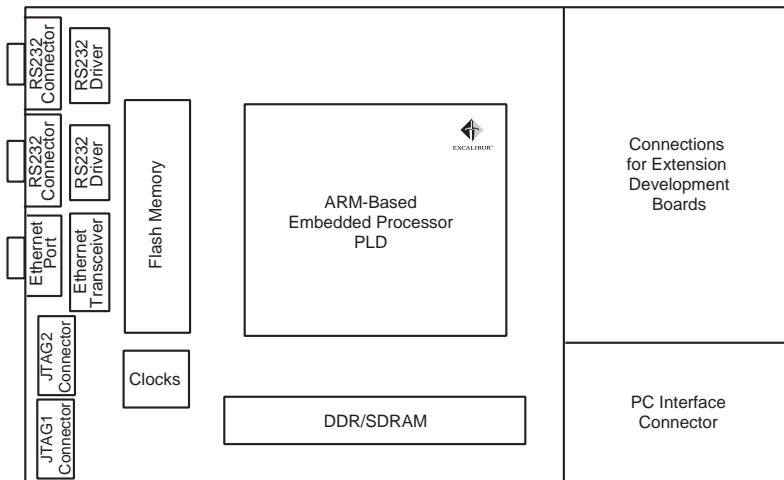 RS232
Connector
RS232
Driver
RS232
Connector
RS232
Driver
Ethernet
Port
Ethernet
Transceiver
JTAG2
Connector
JTAG1
Connector
Flash Memory
Clocks
EXCALIBUR™
ARM-Based
Embedded Processor
PLD
DDR/SDRAM
Connections
for Extension
Development
Boards
PC Interface
Connector